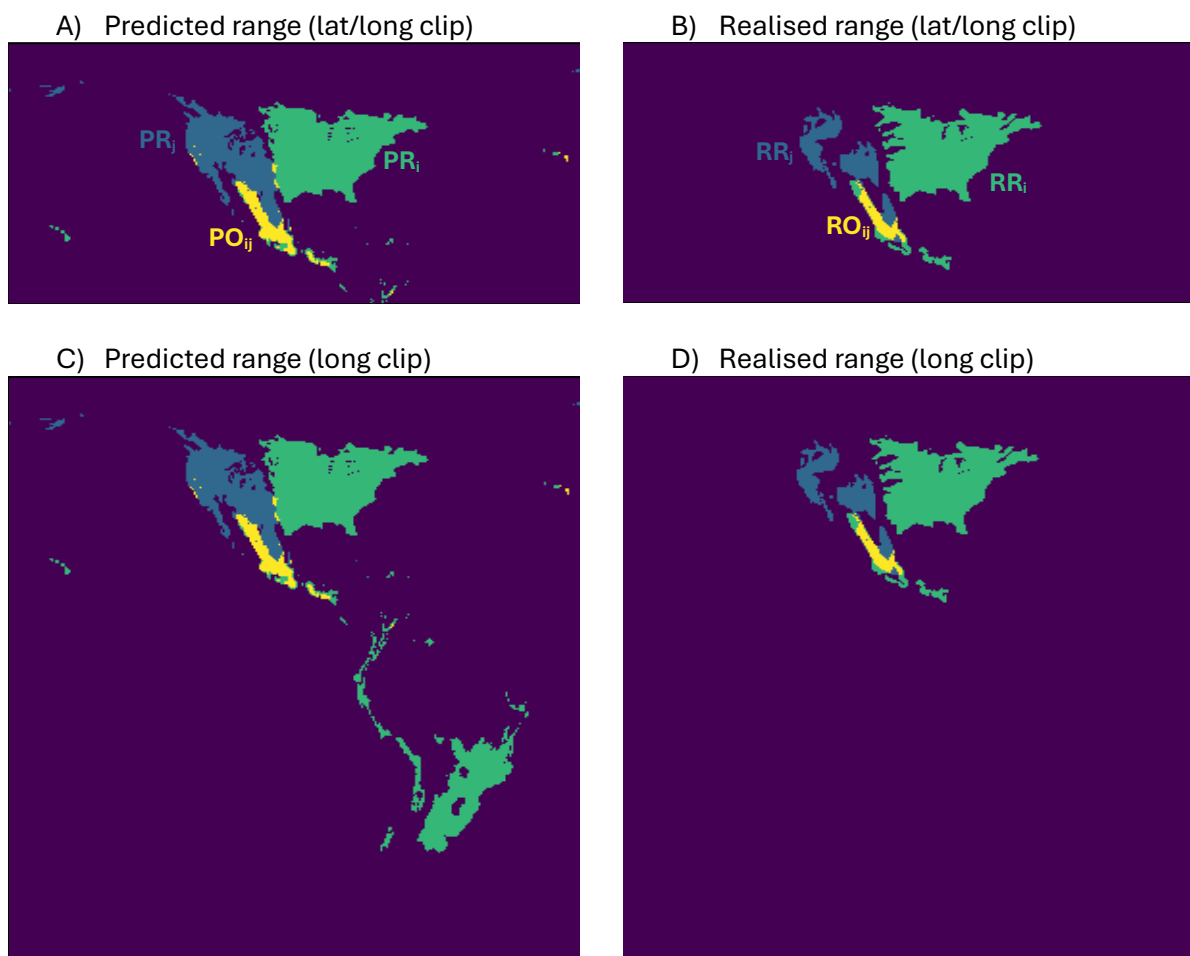 A) Predicted range (lat/long clip)
B) Realised range (lat/long clip)
PRj
PRi
POij
RRj
RRi
ROij
C) Predicted range (long clip)
D) Realised range (long clip)